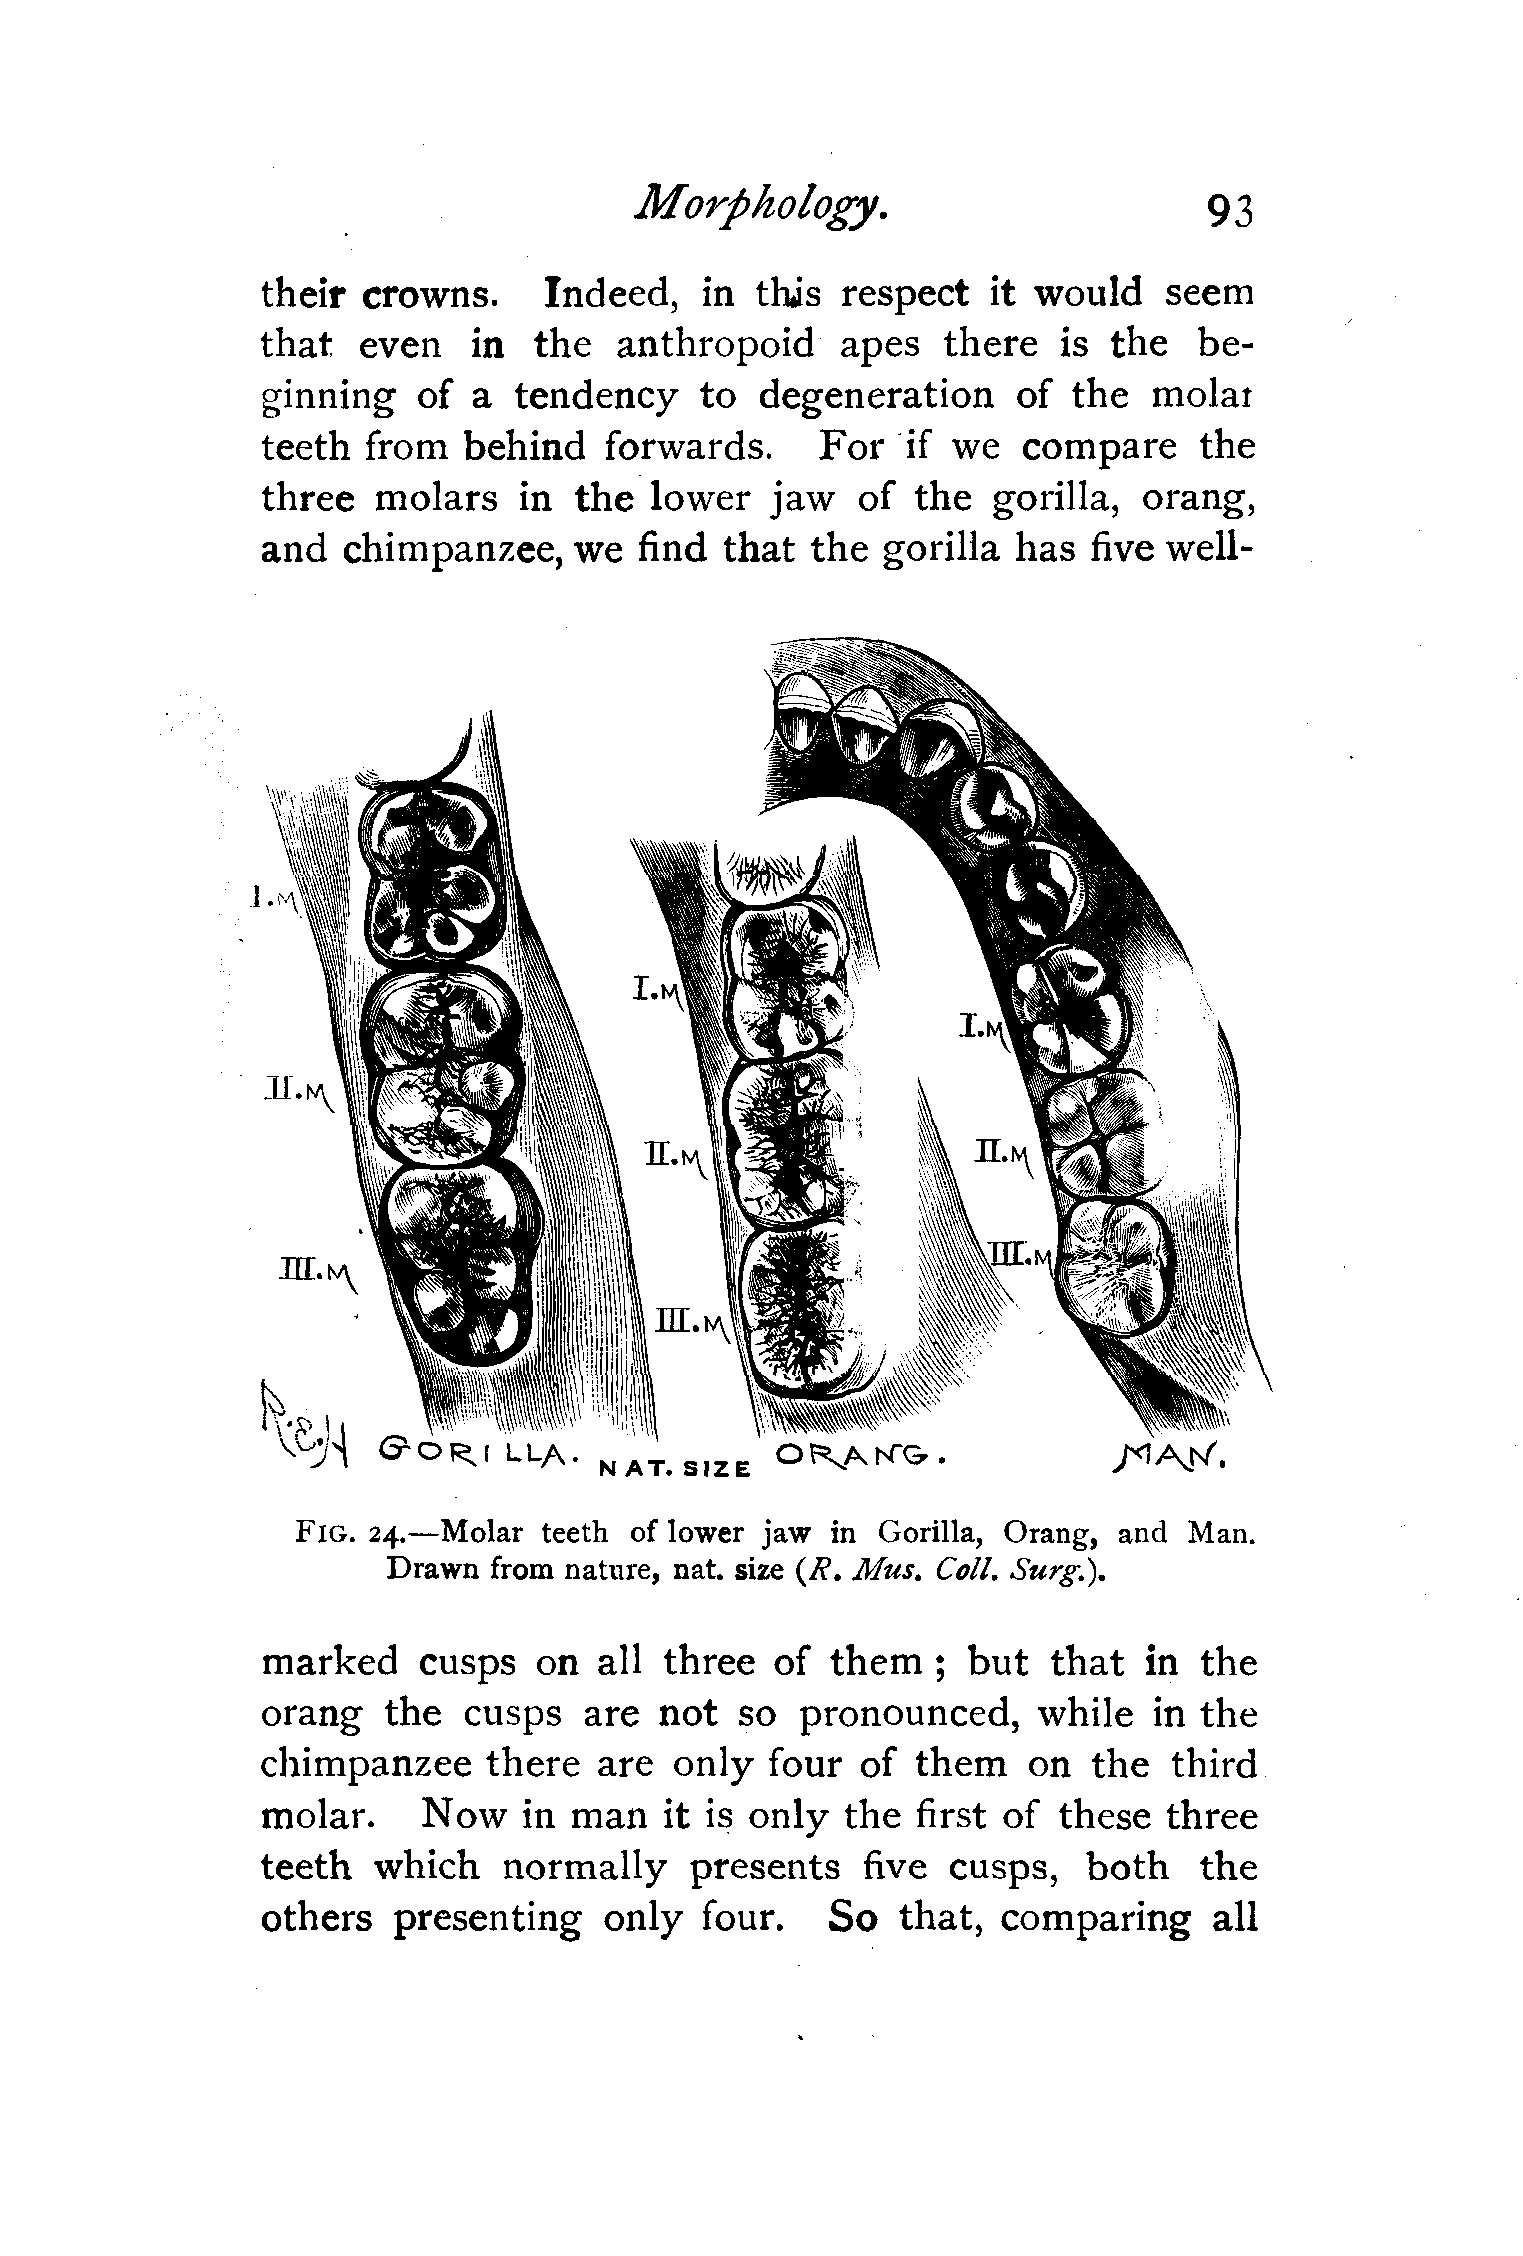 Morphology. 93
their crowns. Indeed, in this respect it would seem
that even in the anthropoid apes there is the be-
ginning of a tendency to degeneration of the molar
teeth from behind forwards. For if we compare the
three molars in the lower jaw of the gorilla, orang,
and chimpanzee, we find that the gorilla has five well-
I.M
II.M
III.M
I.M
II.M
III.M
I.M
II.M
III.M
R.E.H
GORILLA. NAT. SIZE ORANG. MAN.
FIG. 24.—Molar teeth of lower jaw in Gorilla, Orang, and Man.
Drawn from nature, nat. size (R. Mus. Coll. Surg.).
marked cusps on all three of them ; but that in the
orang the cusps are not so pronounced, while in the
chimpanzee there are only four of them on the third
molar. Now in man it is only the first of these three
teeth which normally presents five cusps, both the
others presenting only four. So that, comparing all